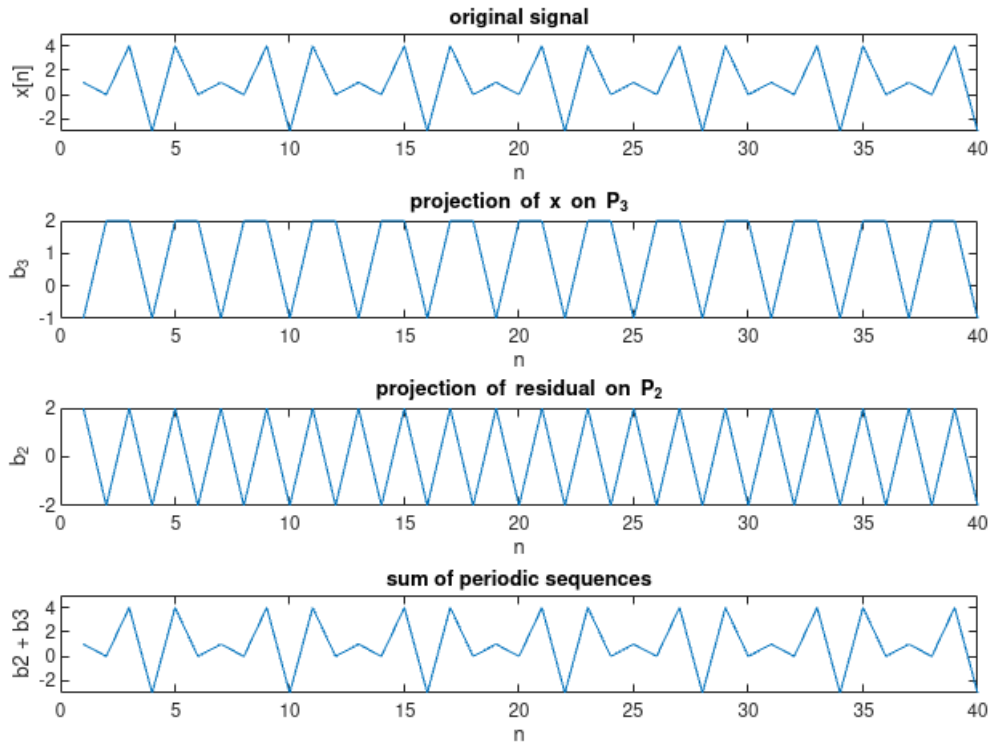 original signal
x[n]
4
2
0
-2
0 5 10 15 20 25 30 35 40
n
projection of x on P₃
b₃
2
1
0
-1
0 5 10 15 20 25 30 35 40
n
projection of residual on P₂
b₂
2
0
-2
0 5 10 15 20 25 30 35 40
n
sum of periodic sequences
b2 + b3
4
2
0
-2
0 5 10 15 20 25 30 35 40
n